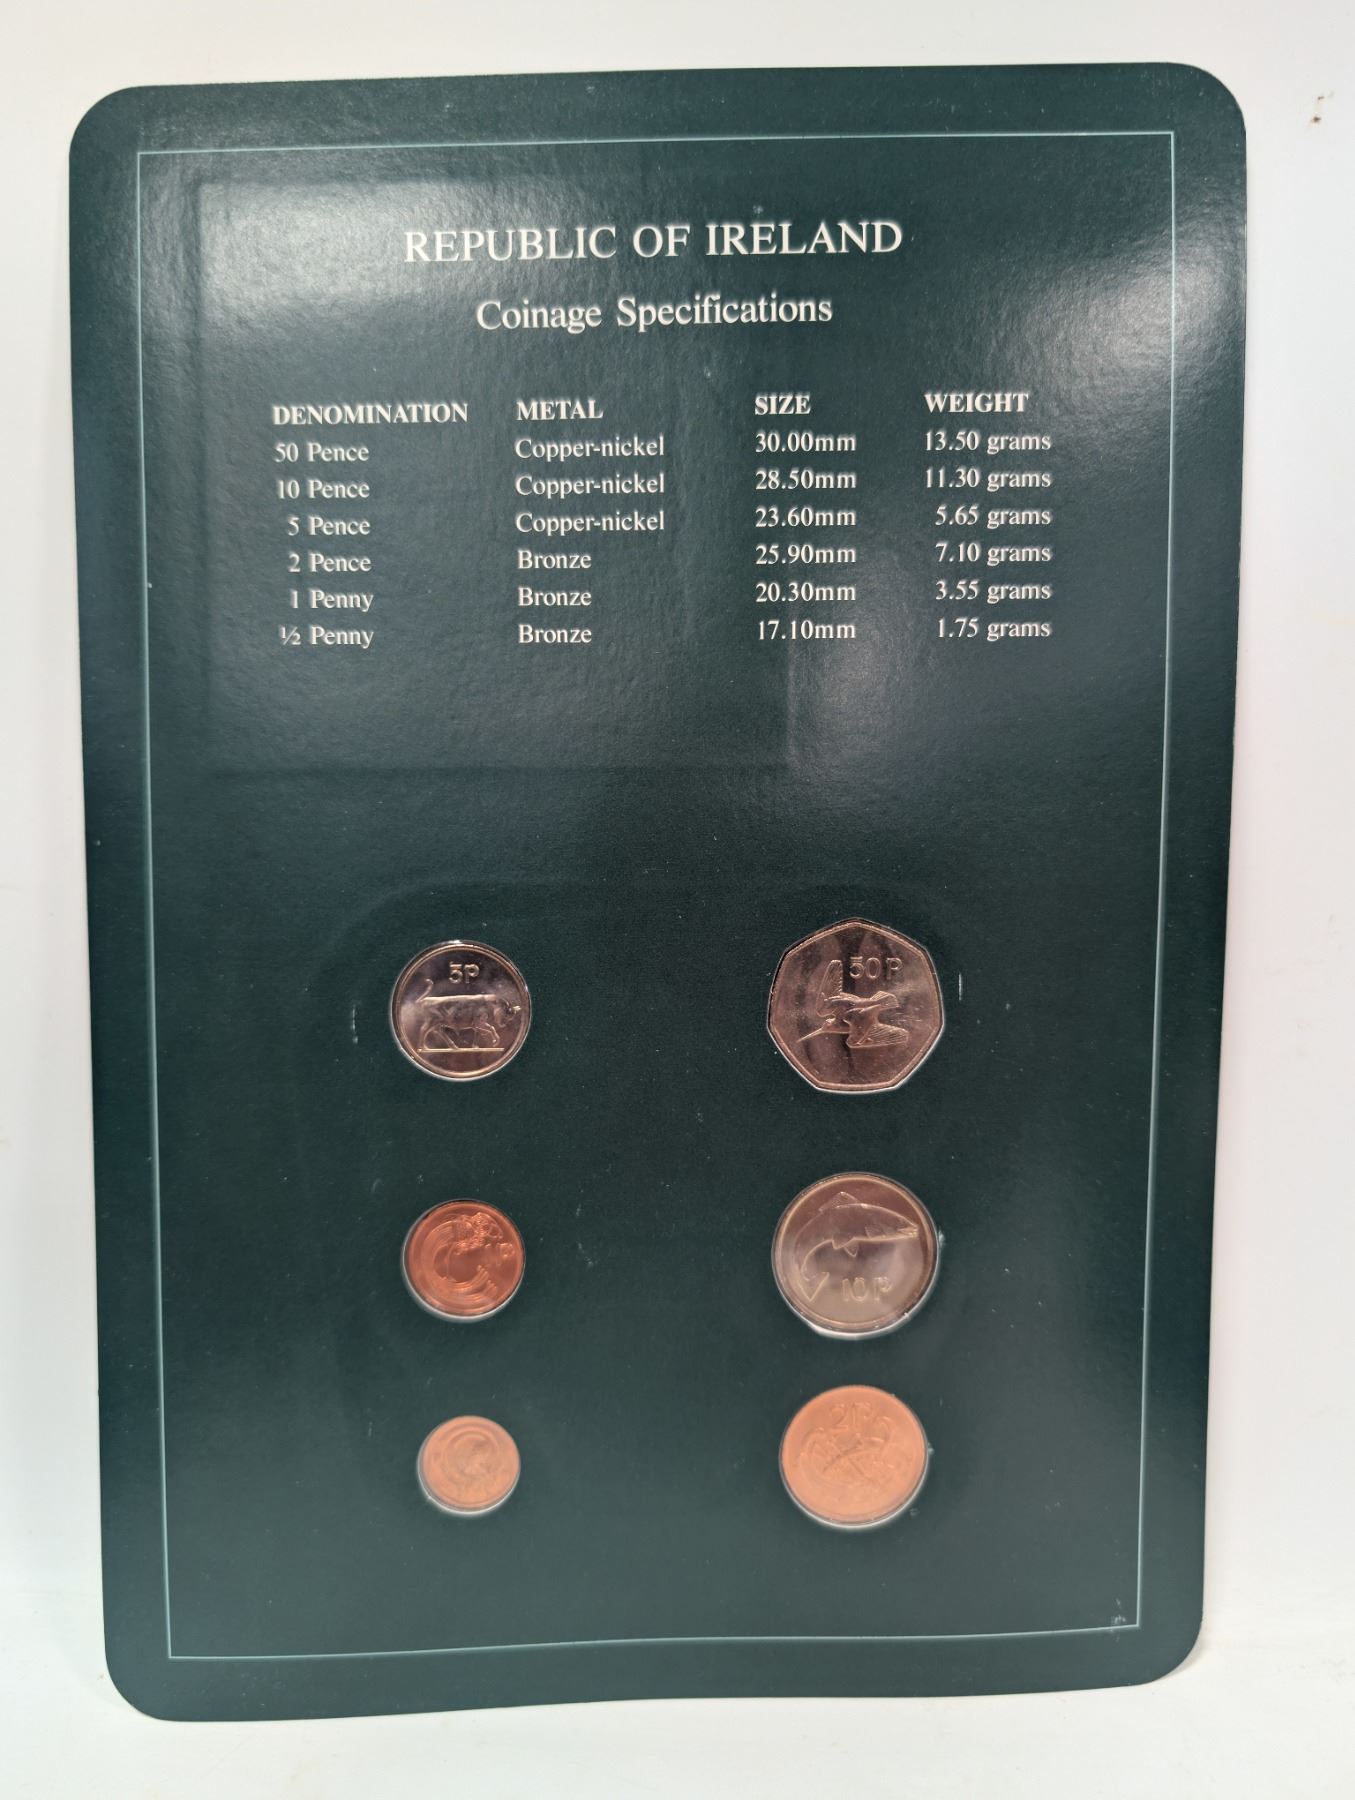 REPUBLIC OF IRELAND
Coinage Specifications
DENOMINATION METAL SIZE WEIGHT
50 Pence Copper-nickel 30.00mm 13.50 grams
10 Pence Copper-nickel 28.50mm 11.30 grams
5 Pence Copper-nickel 23.60mm 5.65 grams
2 Pence Bronze 25.90mm 7.10 grams
1 Penny Bronze 20.30mm 3.55 grams
½ Penny Bronze 17.10mm 1.75 grams
5P
50P
1P
10P
2P